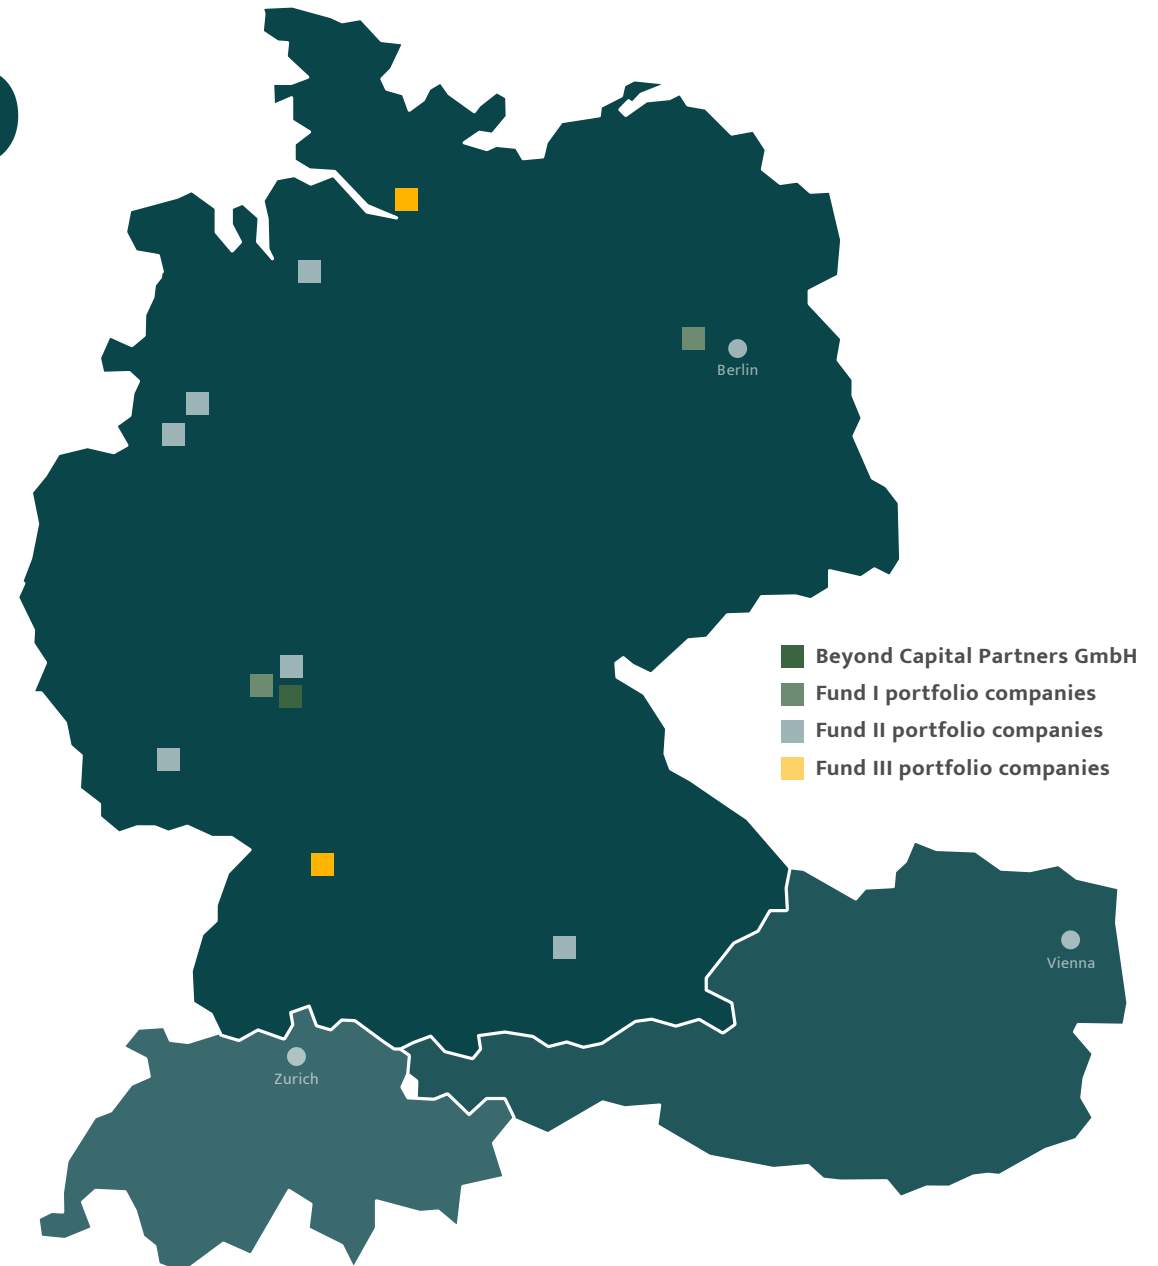 Berlin
Beyond Capital Partners GmbH
Fund I portfolio companies
Fund II portfolio companies
Fund III portfolio companies
Vienna
Zurich